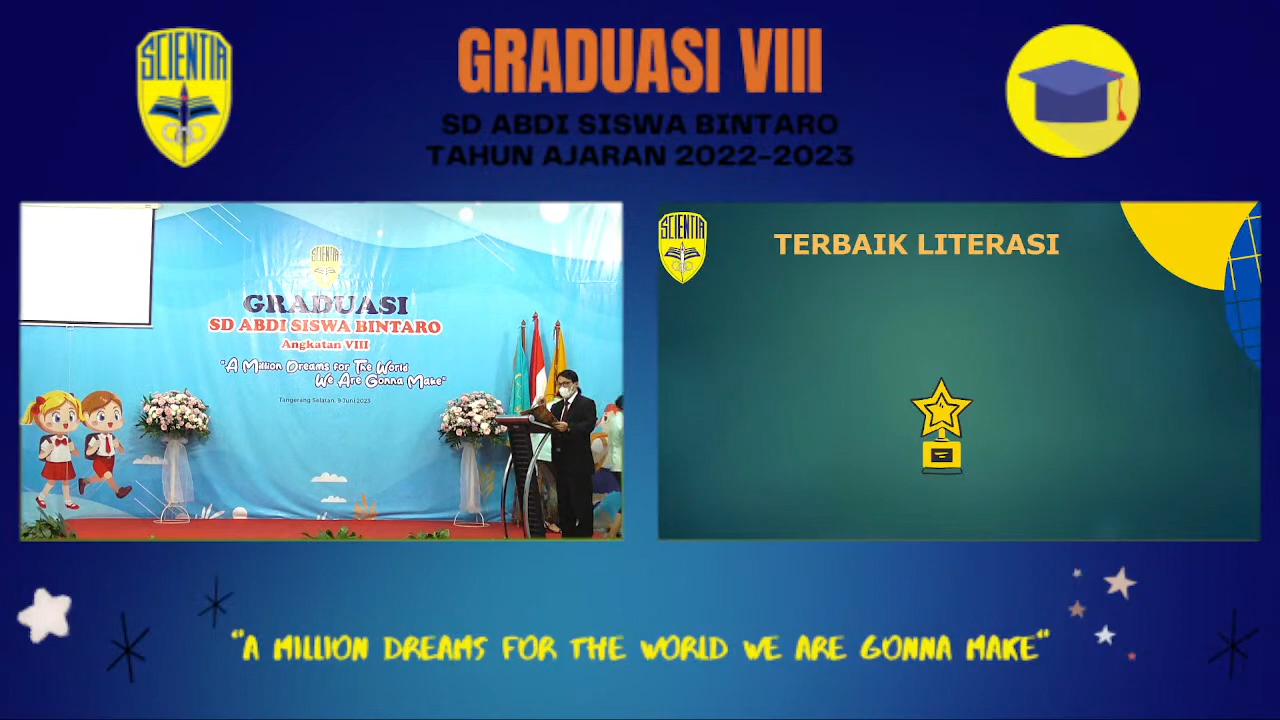 SCIENTIA
GRADUASI VIII
SD ABDI SISWA BINTARO
TAHUN AJARAN 2022-2023
SCIENTIA
GRADUASI
SD ABDI SISWA BINTARO
Angkatan VIII
"A Million Dreams for The World
We Are Gonna Make"
Tangerang Selatan, 9 Juni 2023
SCIENTIA
TERBAIK LITERASI
"A MILLION DREAMS FOR THE WORLD WE ARE GONNA MAKE"